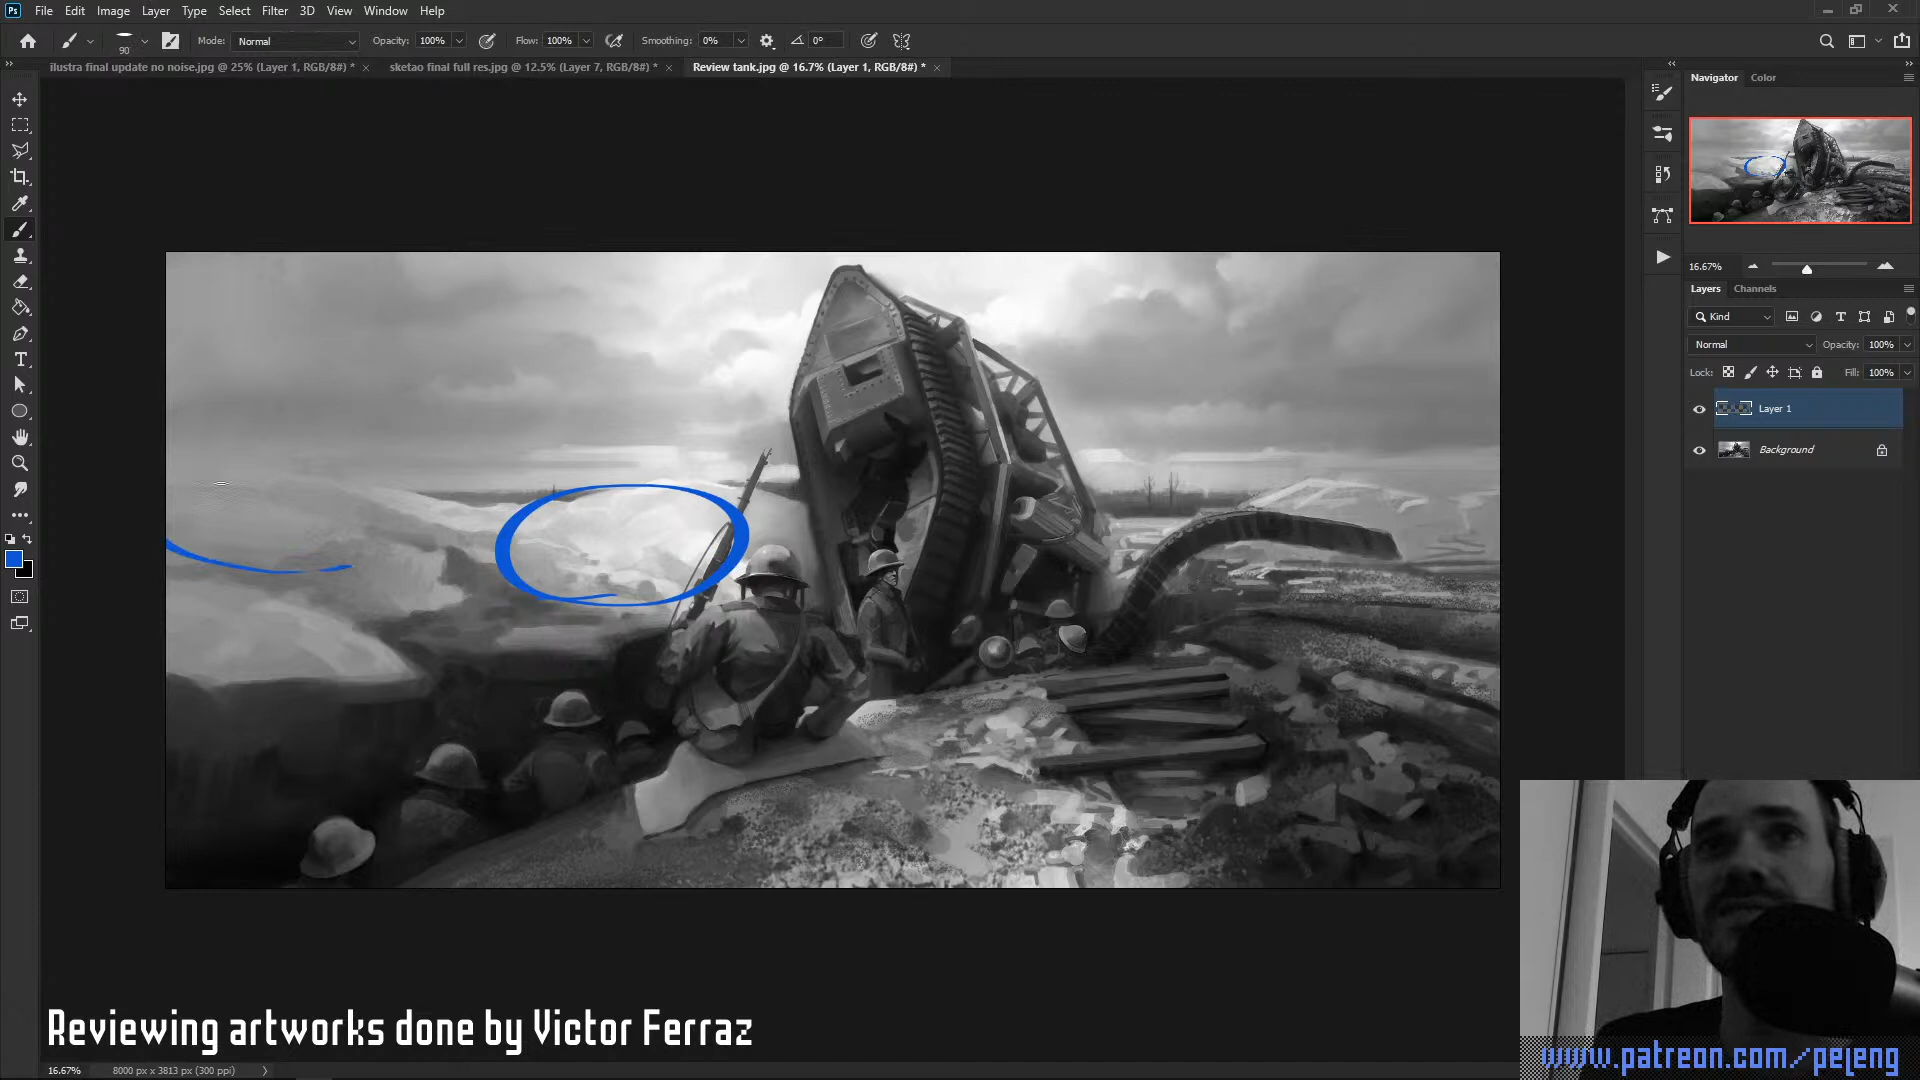 Ps File Edit Image Layer Type Select Filter 3D View Window Help
90 Mode: Normal Opacity: 100% Flow: 100% Smoothing: 0% 0°
ilustra final update no noise.jpg @ 25% (Layer 1, RGB/8#) * sketao final full res.jpg @ 12.5% (Layer 7, RGB/8#) * Review tank.jpg @ 16.7% (Layer 1, RGB/8#) *
Navigator Color
16.67%
Layers Channels
Kind
Normal Opacity: 100%
Lock: Fill: 100%
Layer 1
Background
Reviewing artworks done by Victor Ferraz
www.patreon.com/peleng
16.67% 8000 px x 3813 px (300 ppi)